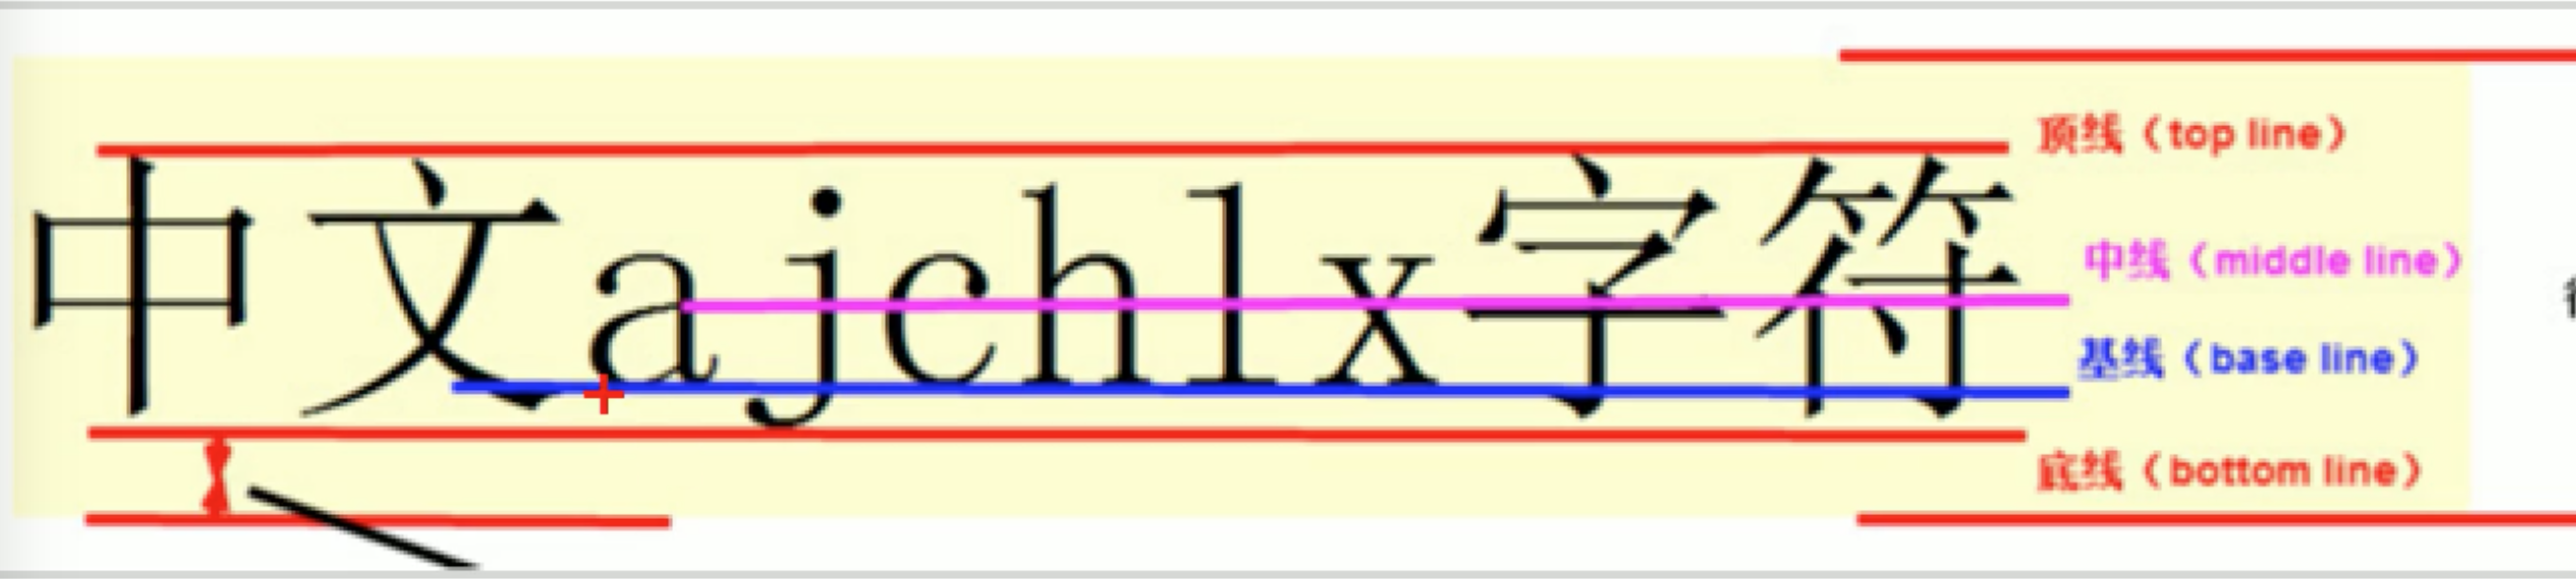 顶线（top line）
中文ajchlx字符
中线（middle line）
基线（base line）
底线（bottom line）